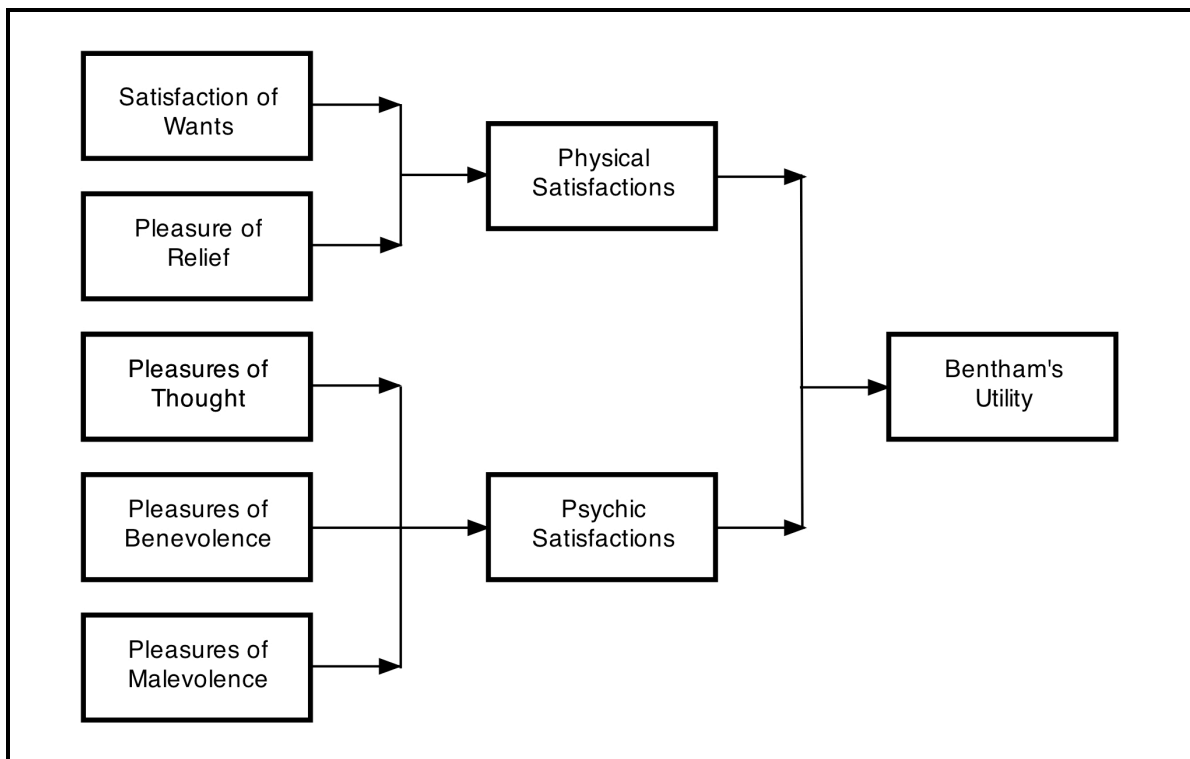 Satisfaction of
Wants
Pleasure of
Relief
Pleasures of
Thought
Pleasures of
Benevolence
Pleasures of
Malevolence
Physical
Satisfactions
Psychic
Satisfactions
Bentham's
Utility